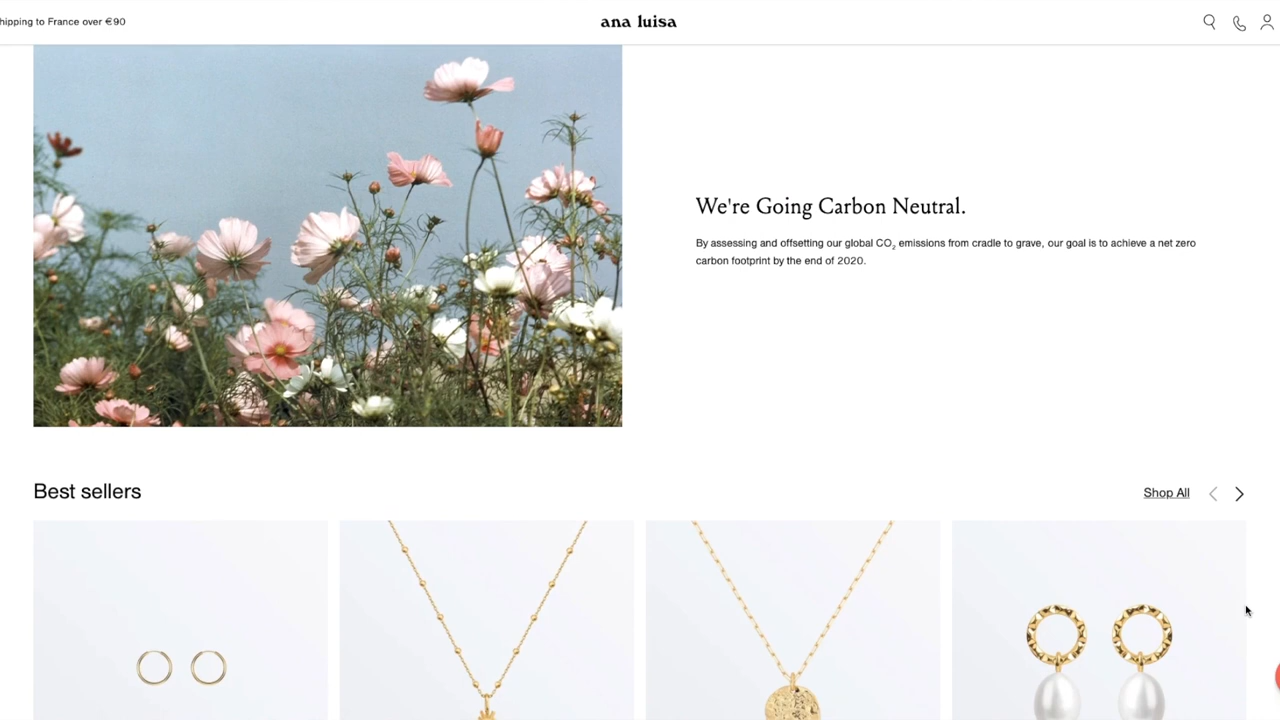 hipping to France over €90
ana luisa
We're Going Carbon Neutral.
By assessing and offsetting our global CO₂ emissions from cradle to grave, our goal is to achieve a net zero
carbon footprint by the end of 2020.
Best sellers
Shop All